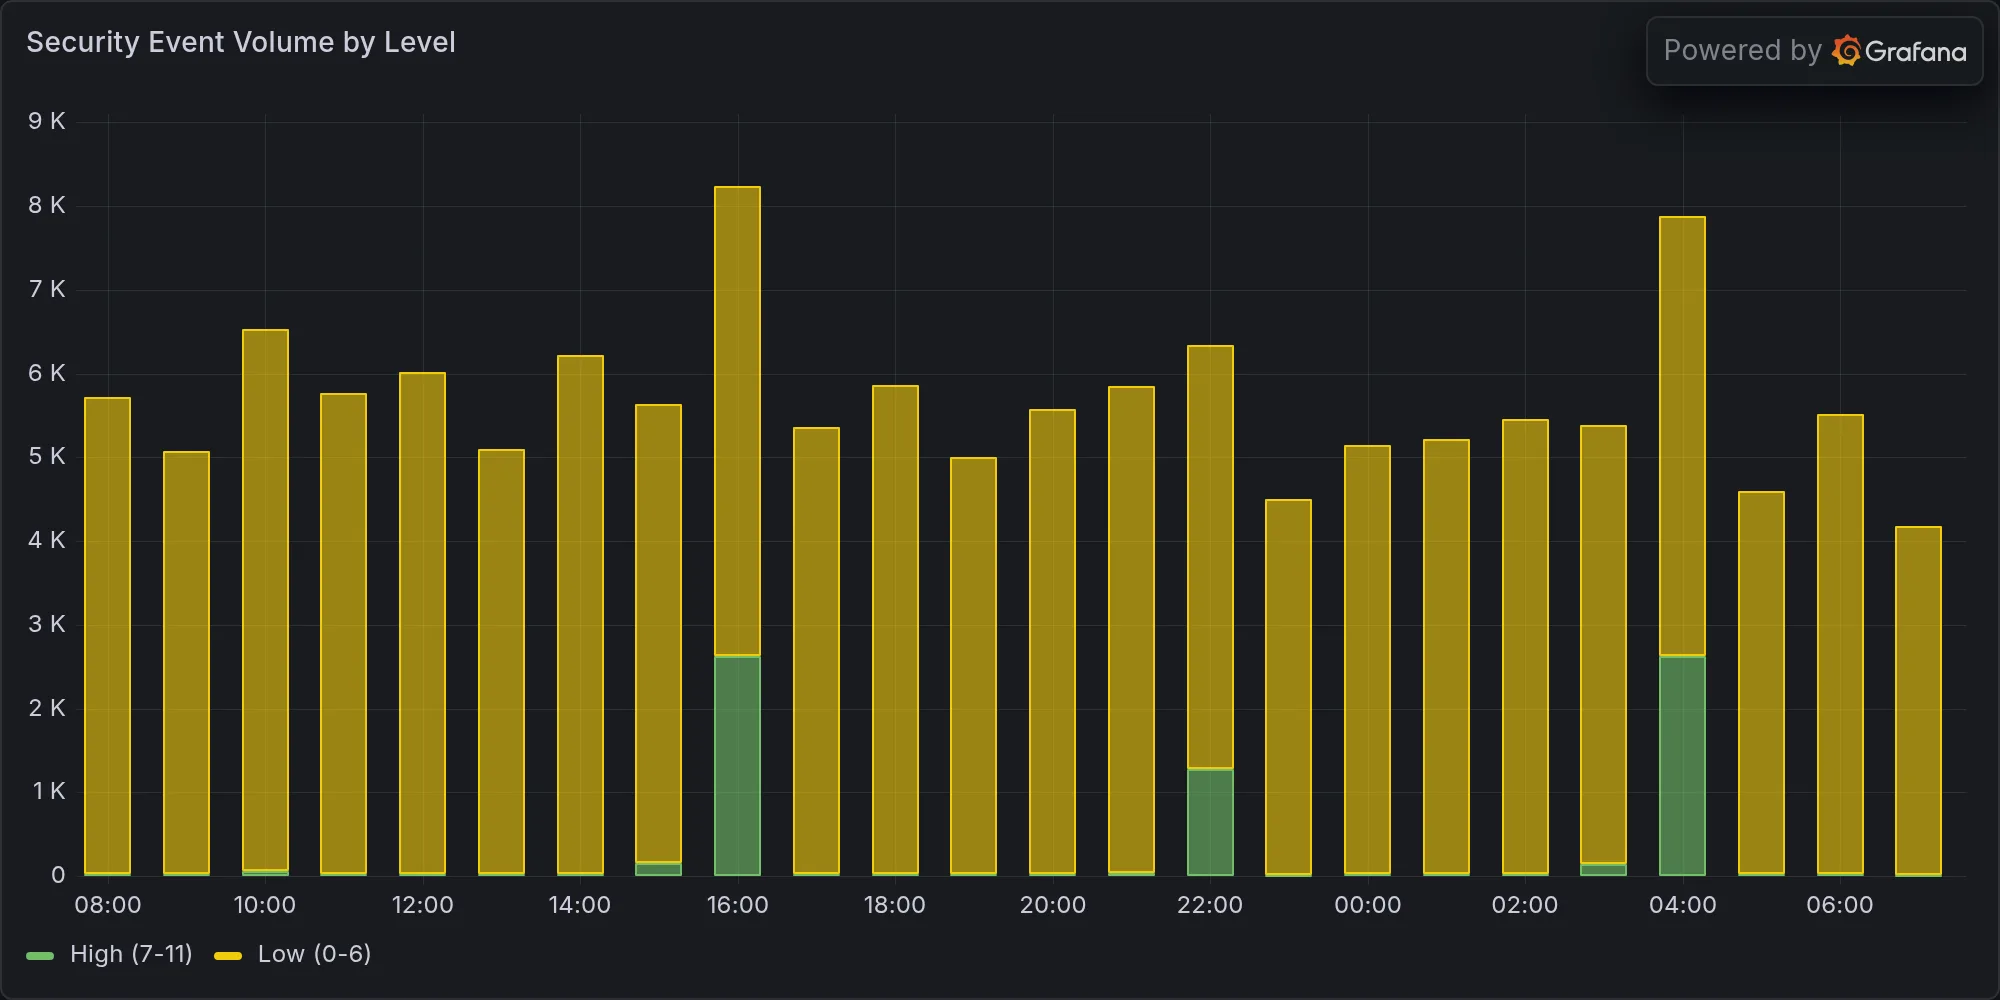 Security Event Volume by Level
Powered by Grafana
9 K
8 K
7 K
6 K
5 K
4 K
3 K
2 K
1 K
0
08:00 10:00 12:00 14:00 16:00 18:00 20:00 22:00 00:00 02:00 04:00 06:00
High (7-11) Low (0-6)